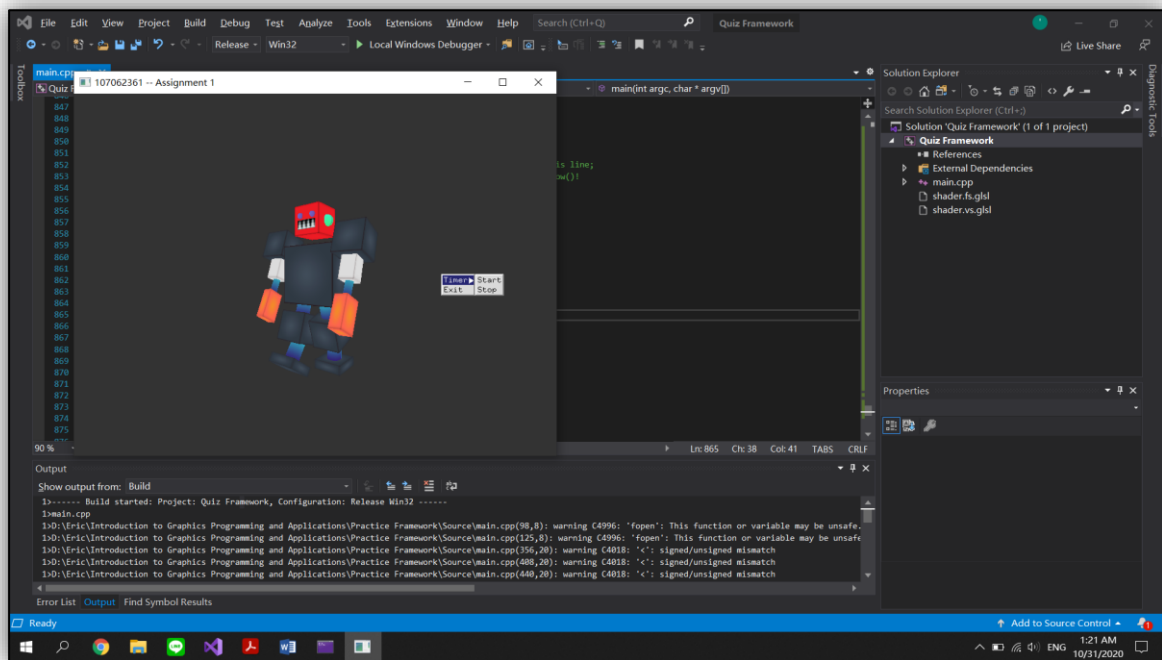 File Edit View Project Build Debug Test Analyze Tools Extensions Window Help Search (Ctrl+Q) Quiz Framework
Release Win32 Local Windows Debugger Live Share
Toolbox
main.cpp
107062361 -- Assignment 1
main(int argc, char * argv[])
847
848
849
850
851
852 is line;
853 ow()!
854
855
856
857
858
859
860
861
862
863
864
865
866
867
868
869
870
871
872
873
874
875
Timer Start
Exit Stop
90 % Ln: 865 Ch: 38 Col: 41 TABS CRLF
Solution Explorer
Search Solution Explorer (Ctrl+;)
Solution 'Quiz Framework' (1 of 1 project)
Quiz Framework
References
External Dependencies
main.cpp
shader.fs.glsl
shader.vs.glsl
Diagnostic Tools
Properties
Output
Show output from: Build
1>------ Build started: Project: Quiz Framework, Configuration: Release Win32 ------
1>main.cpp
1>D:\Eric\Introduction to Graphics Programming and Applications\Practice Framework\Source\main.cpp(98,8): warning C4996: 'fopen': This function or variable may be unsafe.
1>D:\Eric\Introduction to Graphics Programming and Applications\Practice Framework\Source\main.cpp(125,8): warning C4996: 'fopen': This function or variable may be unsafe
1>D:\Eric\Introduction to Graphics Programming and Applications\Practice Framework\Source\main.cpp(356,20): warning C4018: '<': signed/unsigned mismatch
1>D:\Eric\Introduction to Graphics Programming and Applications\Practice Framework\Source\main.cpp(408,20): warning C4018: '<': signed/unsigned mismatch
1>D:\Eric\Introduction to Graphics Programming and Applications\Practice Framework\Source\main.cpp(440,20): warning C4018: '<': signed/unsigned mismatch
Error List Output Find Symbol Results
Ready Add to Source Control 1
ENG 1:21 AM
10/31/2020